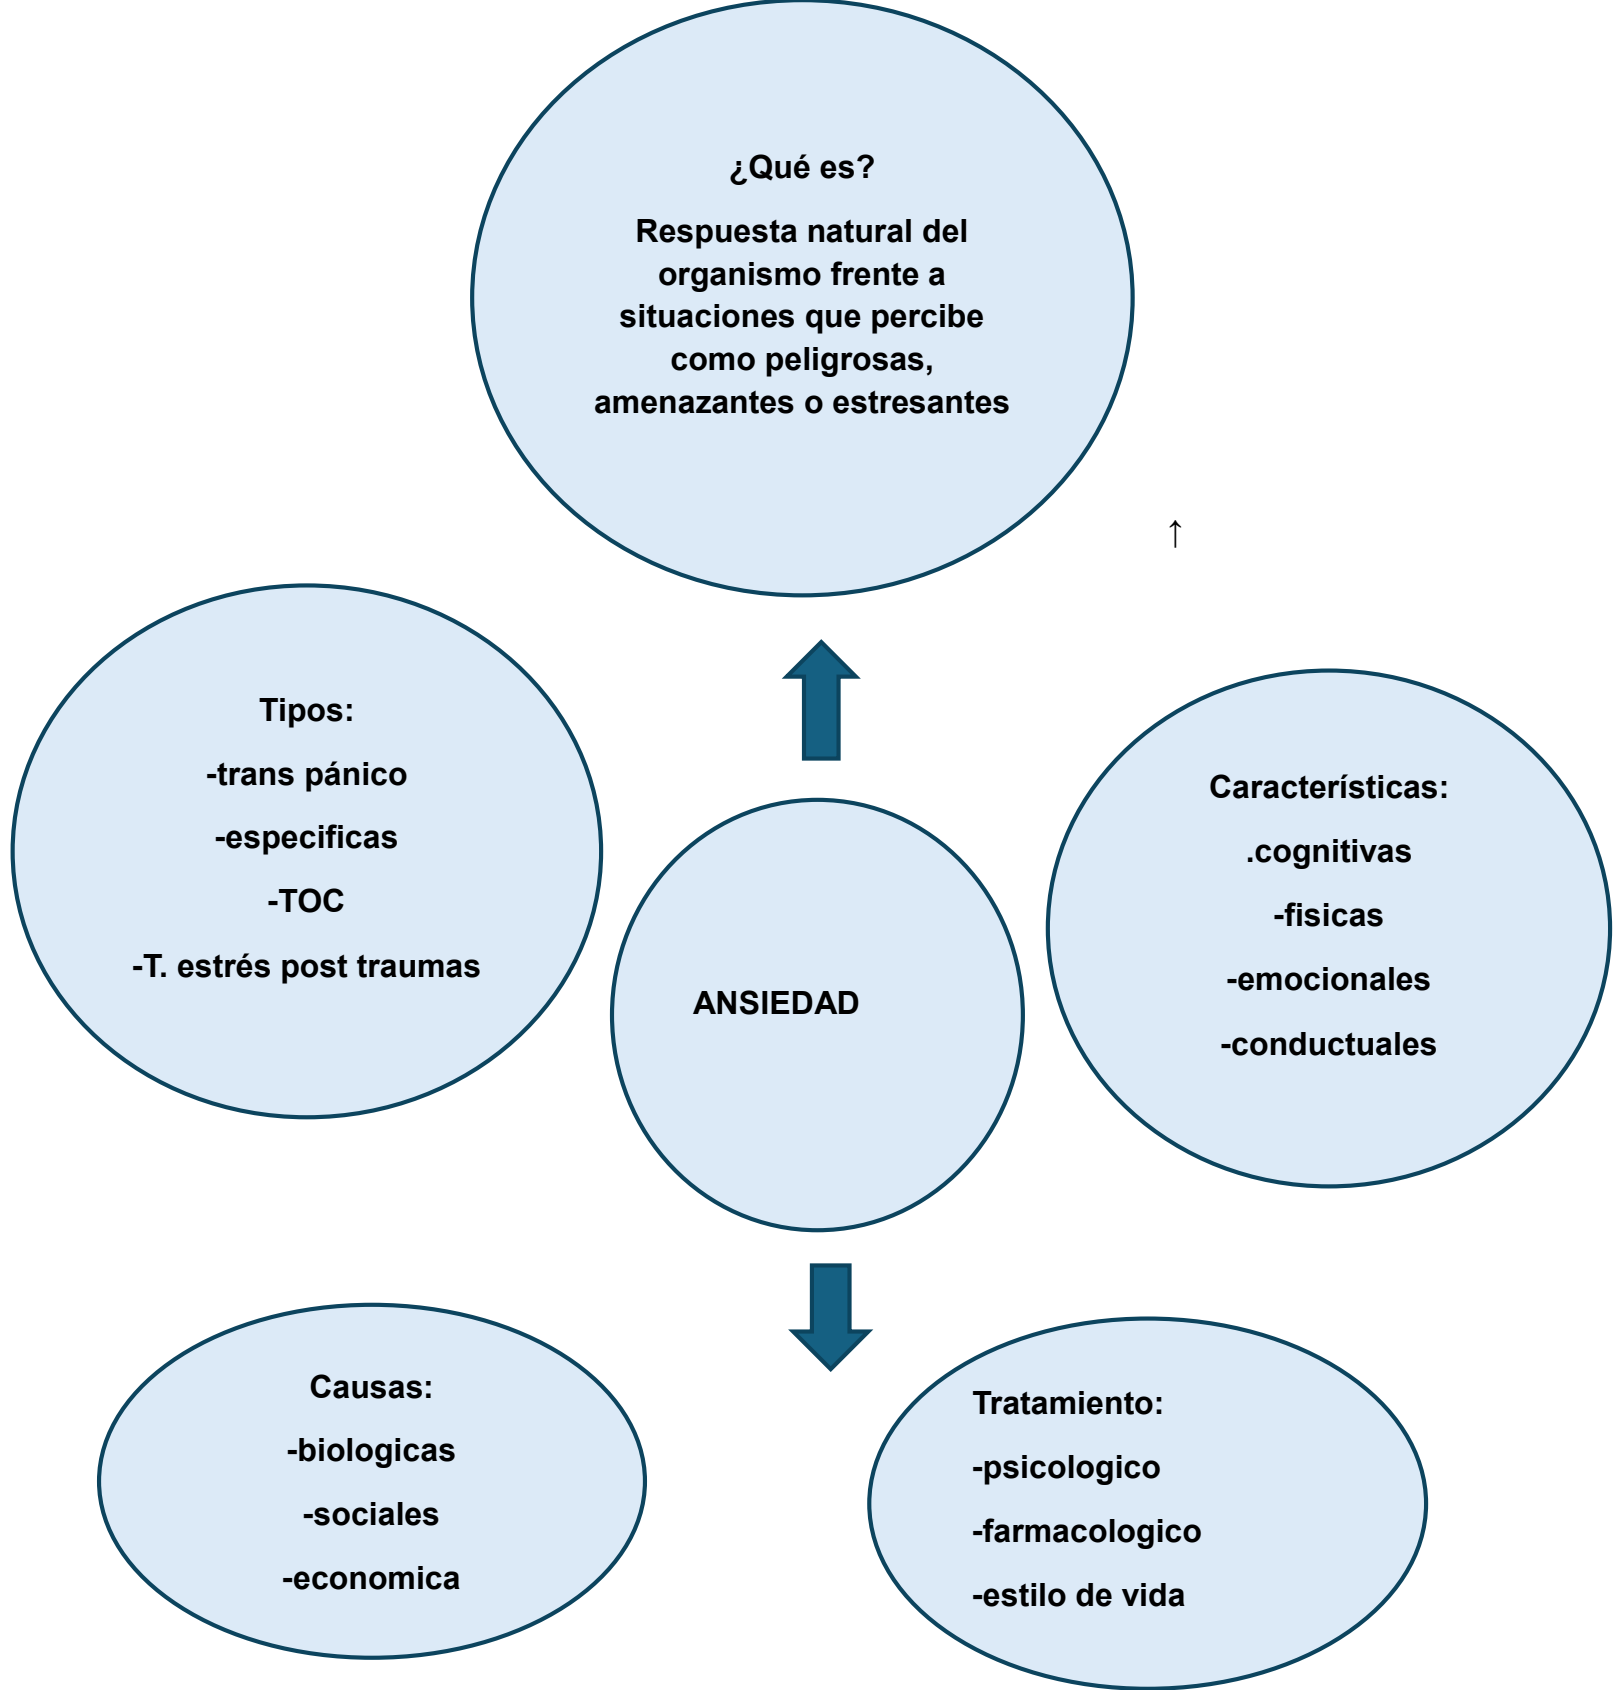 ¿Qué es?
Respuesta natural del
organismo frente a
situaciones que percibe
como peligrosas,
amenazantes o estresantes
↑
Tipos:
-trans pánico
-especificas
-TOC
-T. estrés post traumas
Características:
.cognitivas
-fisicas
-emocionales
-conductuales
ANSIEDAD
Causas:
-biologicas
-sociales
-economica
Tratamiento:
-psicologico
-farmacologico
-estilo de vida